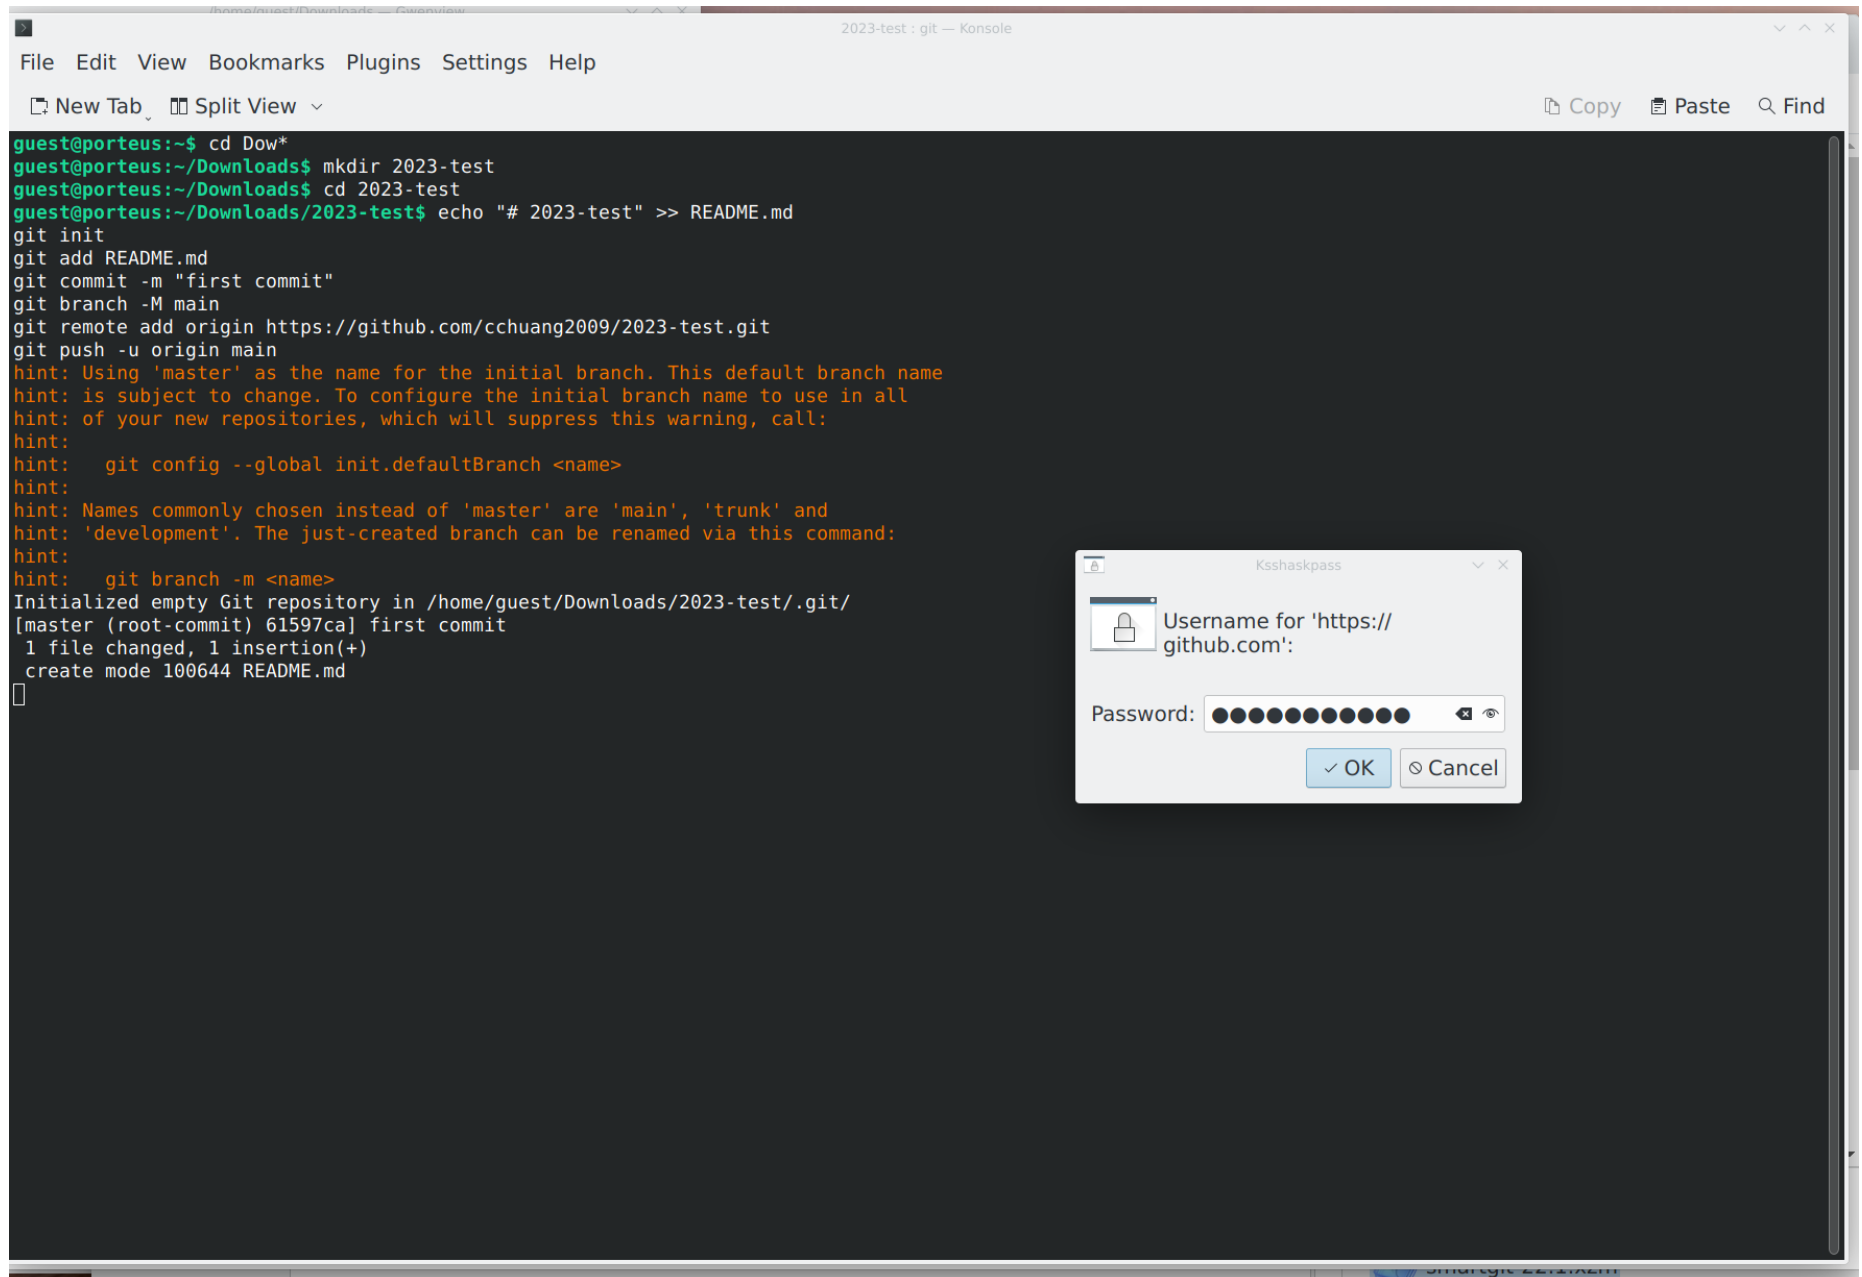 /home/guest/Downloads — Gwenview
2023-test : git — Konsole
File Edit View Bookmarks Plugins Settings Help
New Tab Split View Copy Paste Find
guest@porteus:~$ cd Dow*
guest@porteus:~/Downloads$ mkdir 2023-test
guest@porteus:~/Downloads$ cd 2023-test
guest@porteus:~/Downloads/2023-test$ echo "# 2023-test" >> README.md
git init
git add README.md
git commit -m "first commit"
git branch -M main
git remote add origin https://github.com/cchuang2009/2023-test.git
git push -u origin main
hint: Using 'master' as the name for the initial branch. This default branch name
hint: is subject to change. To configure the initial branch name to use in all
hint: of your new repositories, which will suppress this warning, call:
hint:
hint:   git config --global init.defaultBranch <name>
hint:
hint: Names commonly chosen instead of 'master' are 'main', 'trunk' and
hint: 'development'. The just-created branch can be renamed via this command:
hint:
hint:   git branch -m <name>
Initialized empty Git repository in /home/guest/Downloads/2023-test/.git/
[master (root-commit) 61597ca] first commit
 1 file changed, 1 insertion(+)
 create mode 100644 README.md
Ksshaskpass
Username for 'https://
github.com':
Password: ●●●●●●●●●●●
OK Cancel
smartgit-22.1.xzm